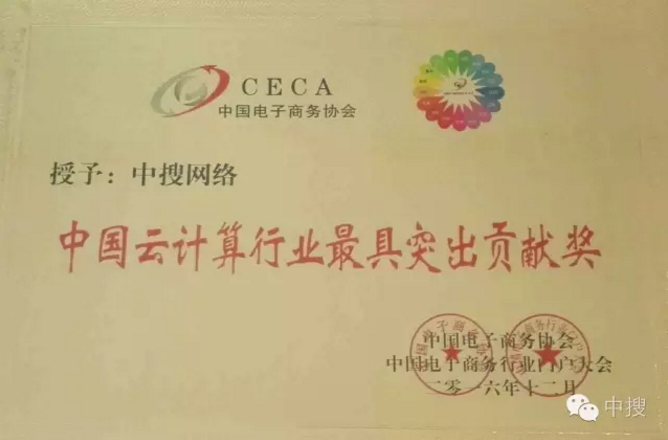 CECA
中国电子商务协会
授予：中搜网络
中国云计算行业最具突出贡献奖
中国电子商务协会
中国电子商务行业门户大会
二零一六年十二月
中搜